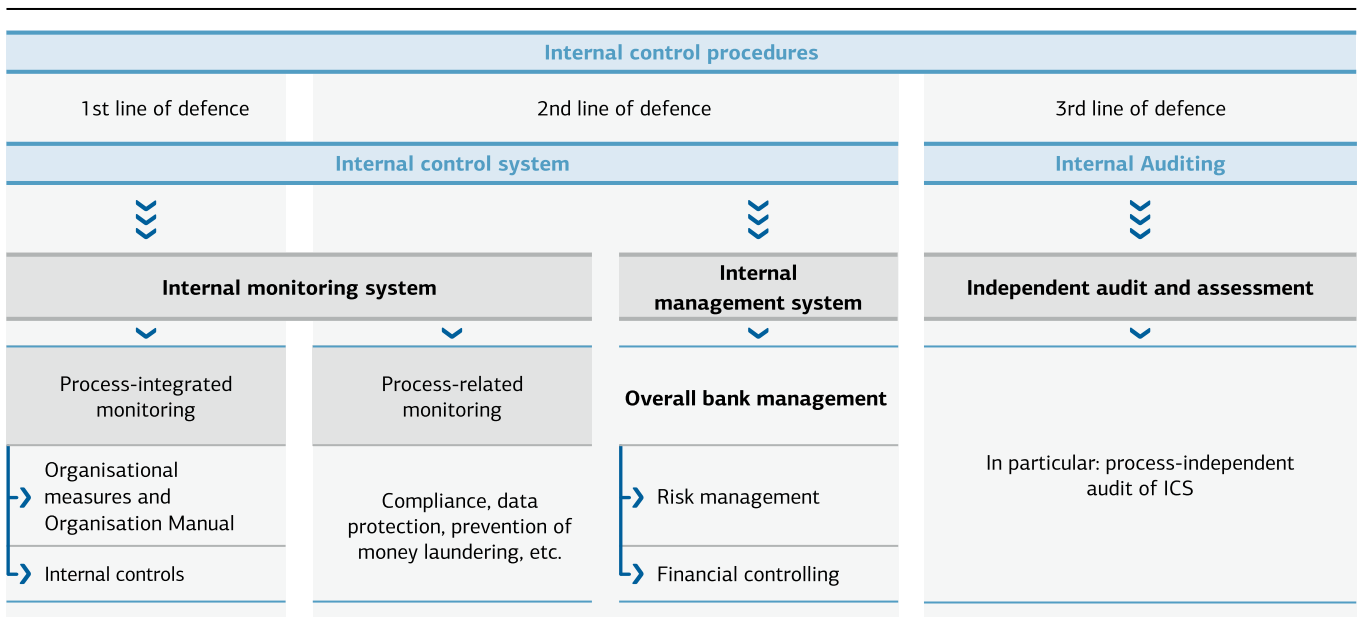 Internal control procedures
1st line of defence
2nd line of defence
3rd line of defence
Internal control system
Internal Auditing
Internal monitoring system
Internal
management system
Independent audit and assessment
Process-integrated
monitoring
Process-related
monitoring
Overall bank management
Organisational
measures and
Organisation Manual
Internal controls
Compliance, data
protection, prevention of
money laundering, etc.
Risk management
Financial controlling
In particular: process-independent
audit of ICS